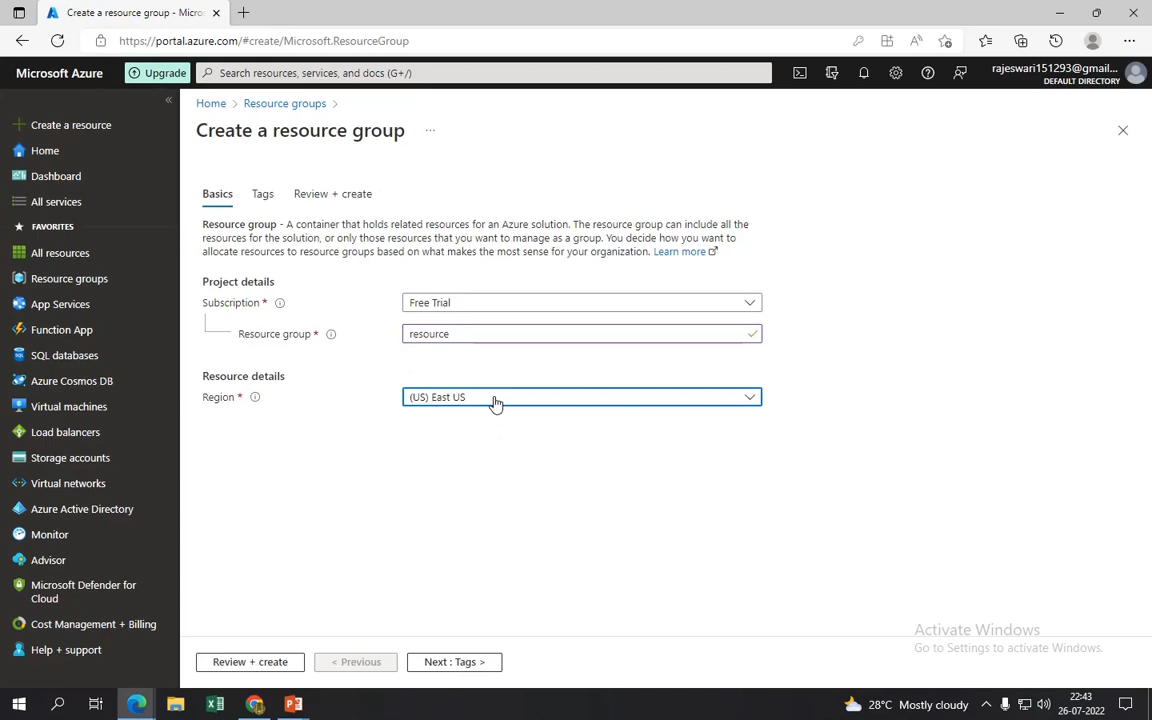 Create a resource group - Micro
https://portal.azure.com/#create/Microsoft.ResourceGroup
Microsoft Azure
Upgrade
Search resources, services, and docs (G+/)
rajeswari151293@gmail....
DEFAULT DIRECTORY
Create a resource
Home
Dashboard
All services
FAVORITES
All resources
Resource groups
App Services
Function App
SQL databases
Azure Cosmos DB
Virtual machines
Load balancers
Storage accounts
Virtual networks
Azure Active Directory
Monitor
Advisor
Microsoft Defender for
Cloud
Cost Management + Billing
Help + support
Home > Resource groups >
Create a resource group ...
Basics Tags Review + create
Resource group - A container that holds related resources for an Azure solution. The resource group can include all the
resources for the solution, or only those resources that you want to manage as a group. You decide how you want to
allocate resources to resource groups based on what makes the most sense for your organization. Learn more
Project details
Subscription * Free Trial
Resource group * resource
Resource details
Region * (US) East US
Activate Windows
Go to Settings to activate Windows.
Review + create < Previous Next : Tags >
28°C Mostly cloudy
22:43
26-07-2022